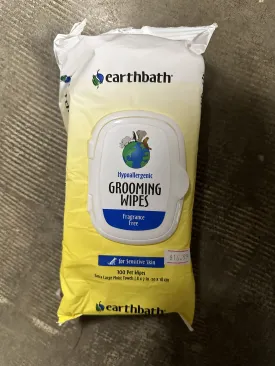 earthbath®
Hypoallergenic
GROOMING
WIPES
Fragrance
Free
for Sensitive Skin
100 Pet Wipes
earthbath®